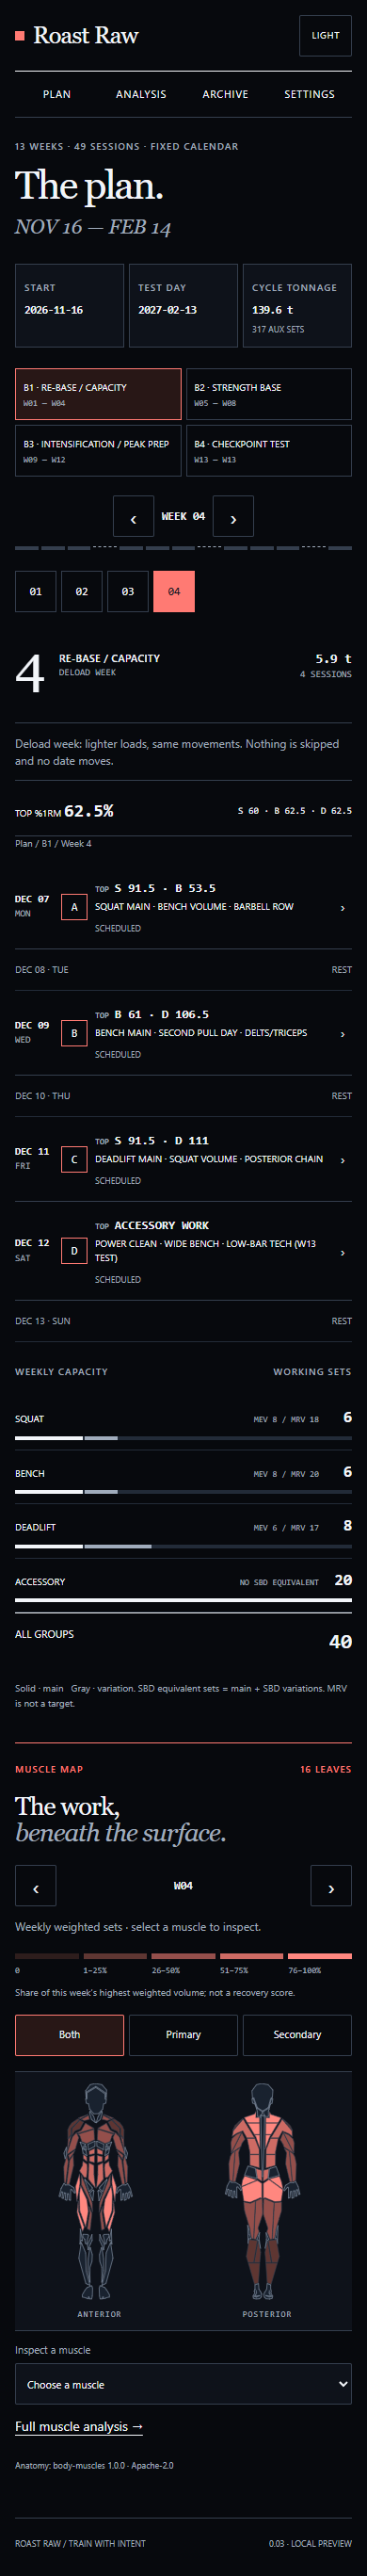 Roast Raw
LIGHT
PLAN ANALYSIS ARCHIVE SETTINGS
13 WEEKS · 49 SESSIONS · FIXED CALENDAR
The plan.
NOV 16 — FEB 14
START
2026-11-16
TEST DAY
2027-02-13
CYCLE TONNAGE
139.6 t
317 AUX SETS
B1 · RE-BASE / CAPACITY
W01 — W04
B2 · STRENGTH BASE
W05 — W08
B3 · INTENSIFICATION / PEAK PREP
W09 — W12
B4 · CHECKPOINT TEST
W13 — W13
‹ WEEK 04 ›
01 02 03 04
4
RE-BASE / CAPACITY
DELOAD WEEK
5.9 t
4 SESSIONS
Deload week: lighter loads, same movements. Nothing is skipped
and no date moves.
TOP %1RM 62.5%
S 60 · B 62.5 · D 62.5
Plan / B1 / Week 4
DEC 07
MON
A
TOP S 91.5 · B 53.5
SQUAT MAIN · BENCH VOLUME · BARBELL ROW
SCHEDULED
›
DEC 08 · TUE REST
DEC 09
WED
B
TOP B 61 · D 106.5
BENCH MAIN · SECOND PULL DAY · DELTS/TRICEPS
SCHEDULED
›
DEC 10 · THU REST
DEC 11
FRI
C
TOP S 91.5 · D 111
DEADLIFT MAIN · SQUAT VOLUME · POSTERIOR CHAIN
SCHEDULED
›
DEC 12
SAT
D
TOP ACCESSORY WORK
POWER CLEAN · WIDE BENCH · LOW-BAR TECH (W13
TEST)
SCHEDULED
›
DEC 13 · SUN REST
WEEKLY CAPACITY WORKING SETS
SQUAT MEV 8 / MRV 18 6
BENCH MEV 8 / MRV 20 6
DEADLIFT MEV 6 / MRV 17 8
ACCESSORY NO SBD EQUIVALENT 20
ALL GROUPS 40
Solid · main Gray · variation. SBD equivalent sets = main + SBD variations. MRV
is not a target.
MUSCLE MAP 16 LEAVES
The work,
beneath the surface.
‹ W04 ›
Weekly weighted sets · select a muscle to inspect.
0 1–25% 26–50% 51–75% 76–100%
Share of this week's highest weighted volume; not a recovery score.
Both Primary Secondary
ANTERIOR POSTERIOR
Inspect a muscle
Choose a muscle
Full muscle analysis →
Anatomy: body-muscles 1.0.0 · Apache-2.0
ROAST RAW / TRAIN WITH INTENT 0.03 · LOCAL PREVIEW